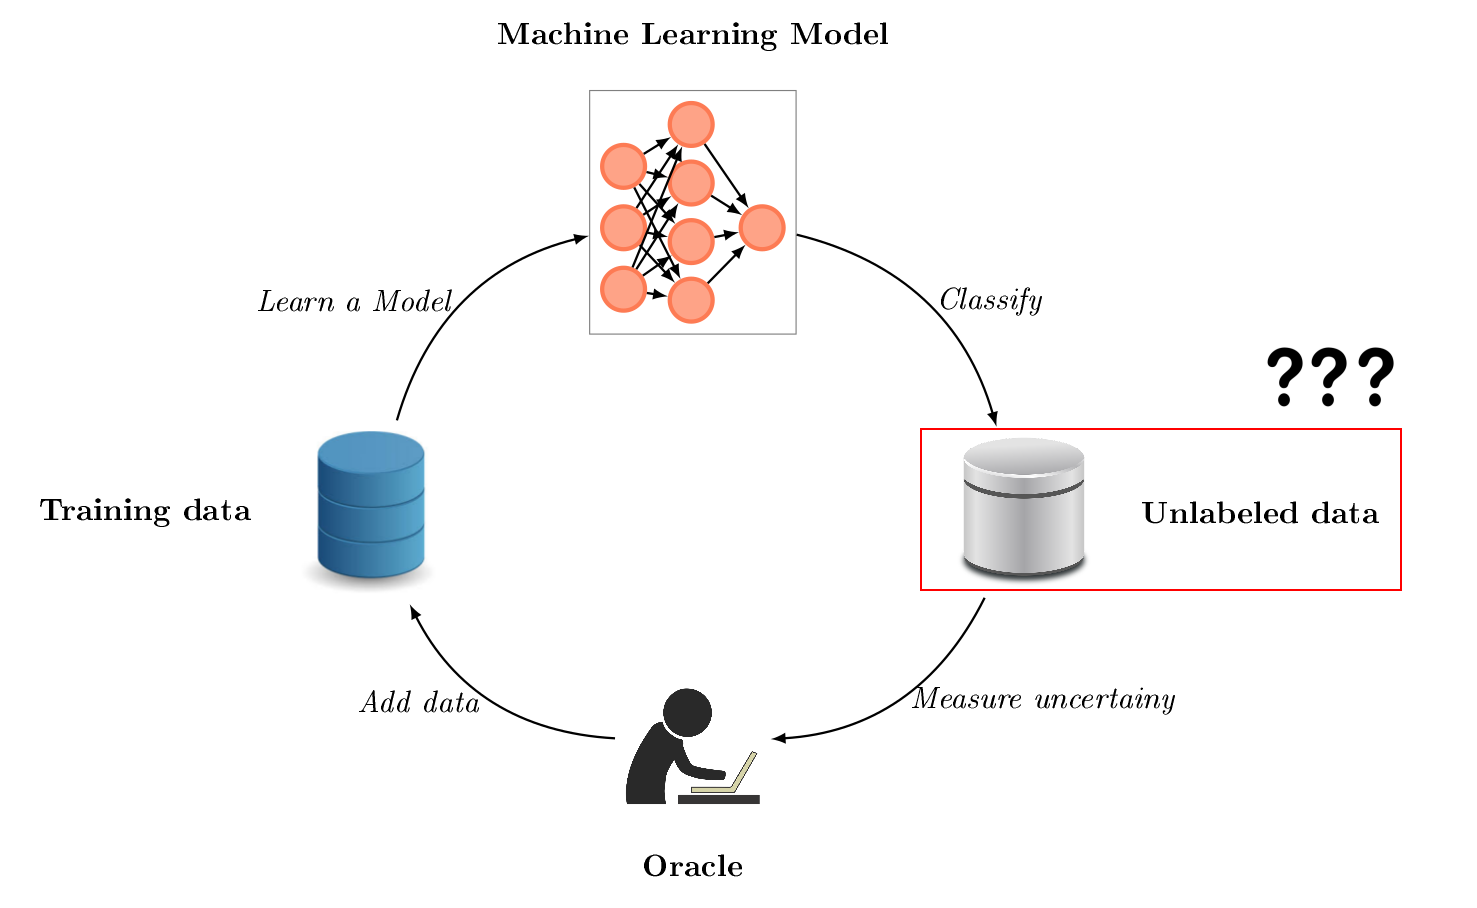 Machine Learning Model
Learn a Model
Classify
???
Training data
Unlabeled data
Add data
Measure uncertainy
Oracle